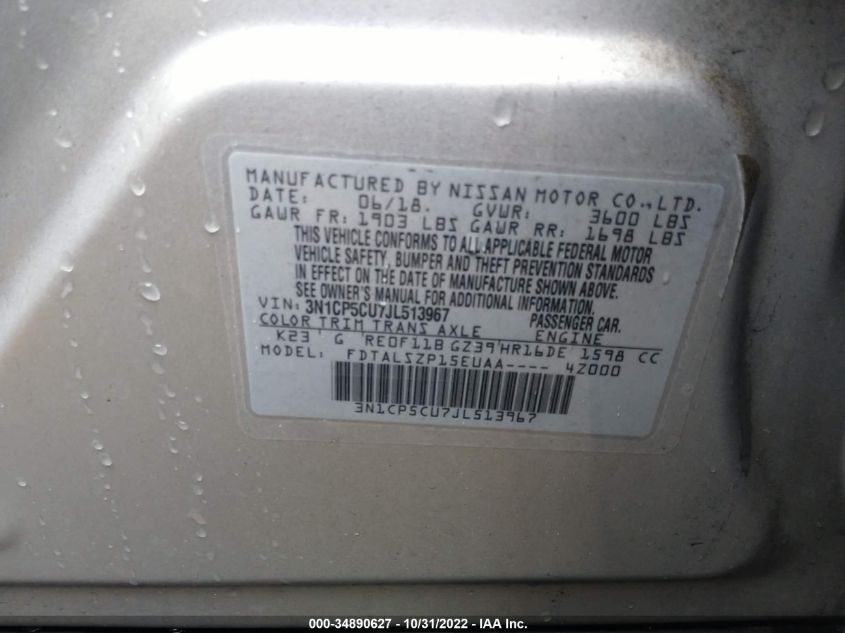 MANUFACTURED BY NISSAN MOTOR CO.,LTD.
DATE: 06/18. GVWR: 3600 LBS
GAWR FR: 1903 LBS GAWR RR: 1698 LBS
THIS VEHICLE CONFORMS TO ALL APPLICABLE FEDERAL MOTOR
VEHICLE SAFETY, BUMPER AND THEFT PREVENTION STANDARDS
IN EFFECT ON THE DATE OF MANUFACTURE SHOWN ABOVE.
SEE OWNER'S MANUAL FOR ADDITIONAL INFORMATION.
VIN: 3N1CP5CU7JL513967 PASSENGER CAR.
COLOR TRIM TRANS AXLE ENGINE
K23 G RE0F11B GZ39 HR16DE 1598 CC
MODEL: FDTALSZP15EUAA---- 4Z000
3N1CP5CU7JL513967
000-34890627 - 10/31/2022 - IAA Inc.